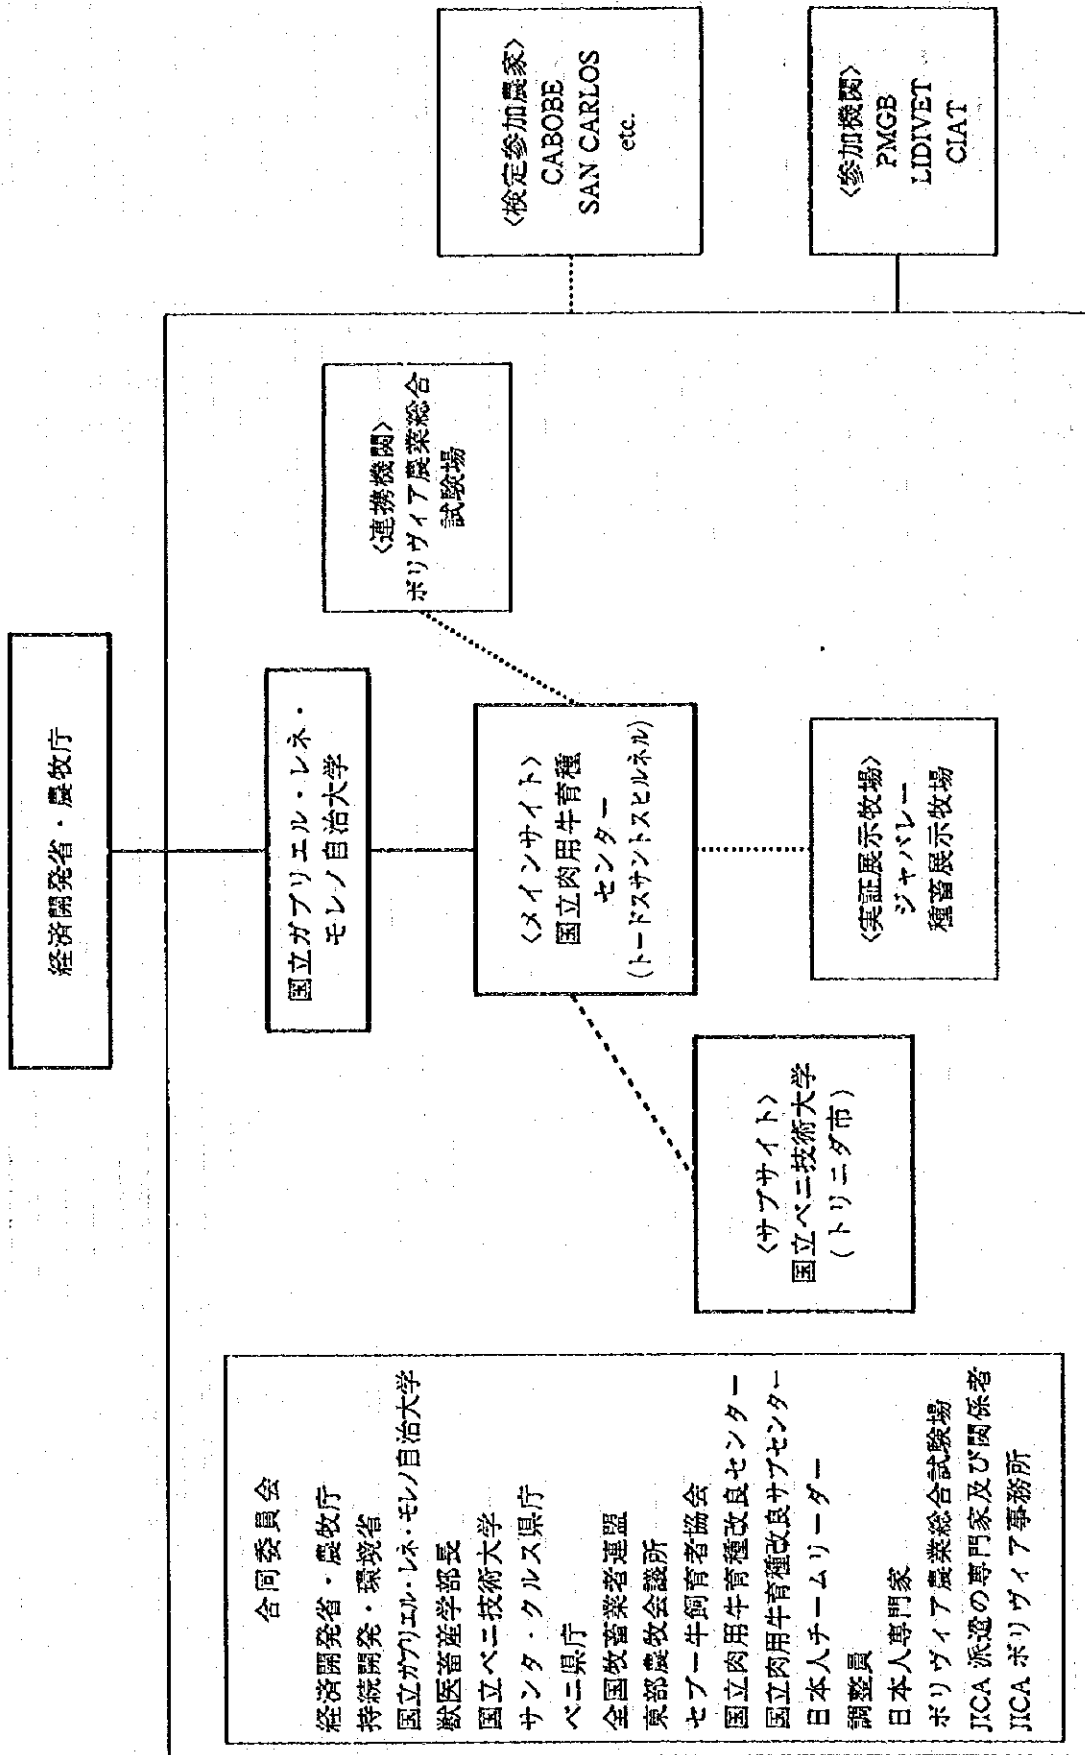 経済開発省・農牧庁
国立ガブリエル・レネ・
モレノ自治大学
〈メインサイト〉
国立肉用牛育種
センター
(トードスサントスヒルネル)
〈連携機関〉
ボリヴィア農業総合
試験場
〈サブサイト〉
国立ベニ技術大学
(トリニダ市)
〈実証展示牧場〉
ジャバレー
種畜展示牧場
〈検定参加農家〉
CABOBE
SAN CARLOS
etc.
〈参加機関〉
PMGB
LIDIVET
CIAT
合同委員会
経済開発省・農牧庁
持続開発・環境省
国立ガブリエル・レネ・モレノ自治大学
獣医畜産学部長
国立ベニ技術大学
サンタ・クルス県庁
ベニ県庁
全国牧畜業者連盟
東部農牧会議所
セブー牛飼育者協会
国立肉用牛育種改良センター
国立肉用牛育種改良サブセンター
日本人チームリーダー
調整員
日本人専門家
ボリヴィア農業総合試験場
JICA 派遣の専門家及び関係者
JICA ボリヴィア事務所